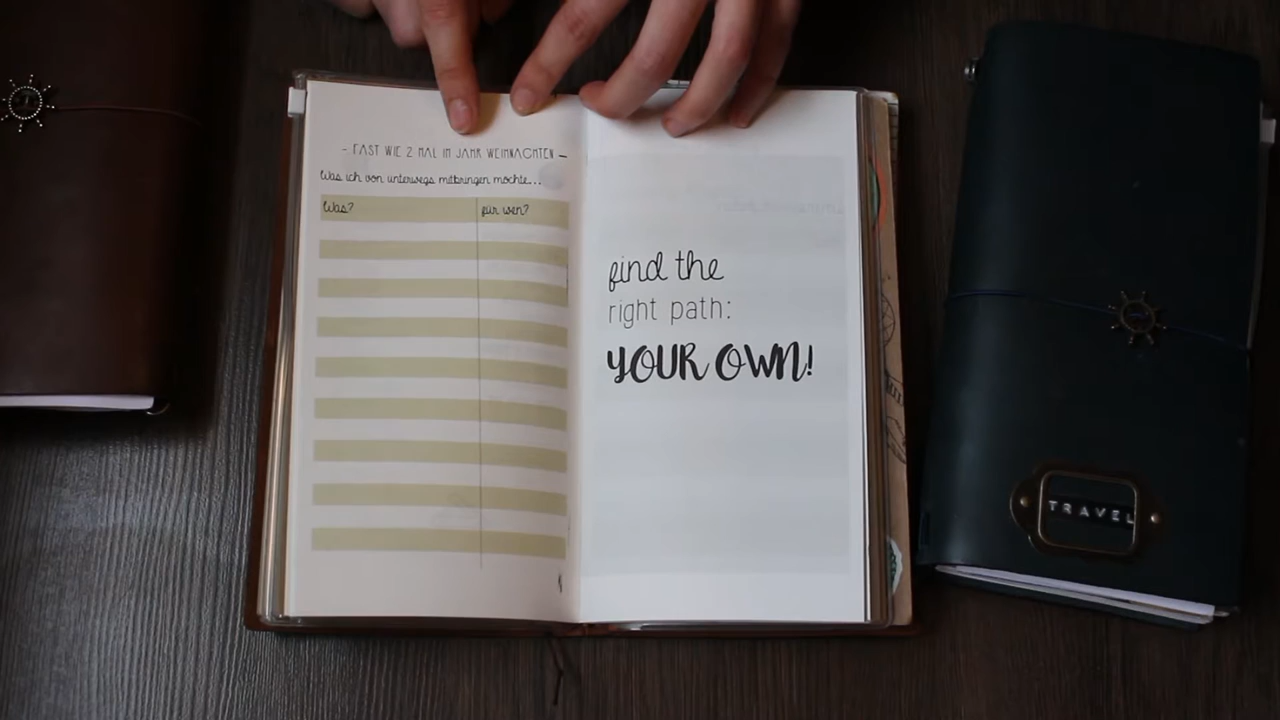 - FAST WIE 2 MAL IM JAHR WEIHNACHTEN -
Was ich von unterwegs mitbringen möchte...
Was? für wen?
find the
right path:
YOUR OWN!
TRAVEL